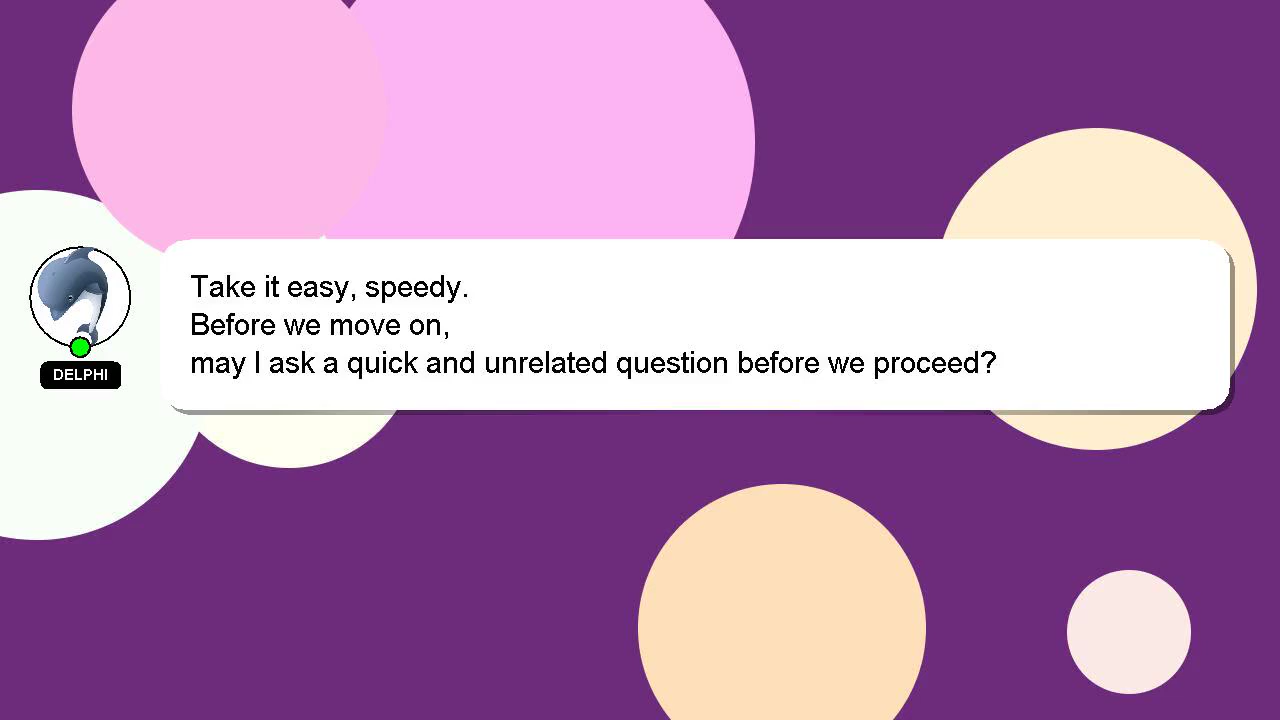 Take it easy, speedy.
Before we move on,
may I ask a quick and unrelated question before we proceed?
DELPHI